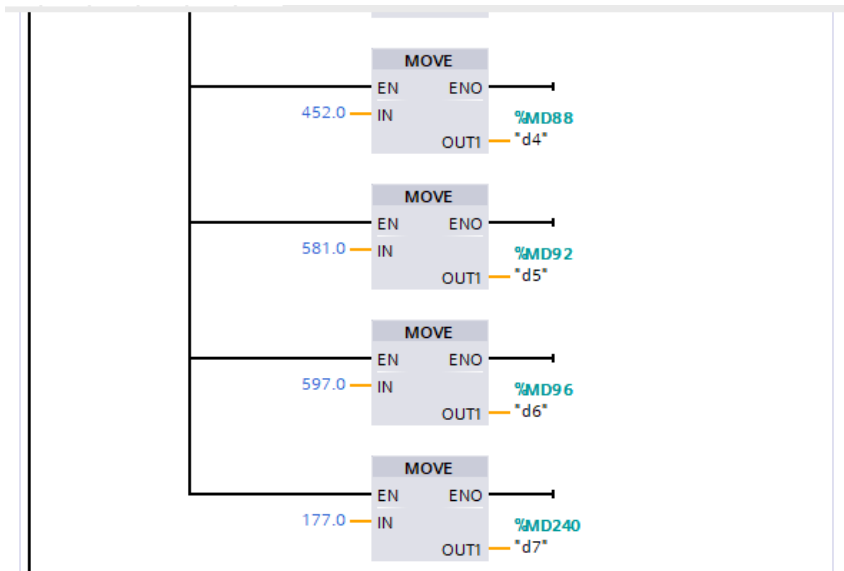 MOVE
EN ENO
452.0 IN
%MD88
OUT1 "d4"
MOVE
EN ENO
581.0 IN
%MD92
OUT1 "d5"
MOVE
EN ENO
597.0 IN
%MD96
OUT1 "d6"
MOVE
EN ENO
177.0 IN
%MD240
OUT1 "d7"